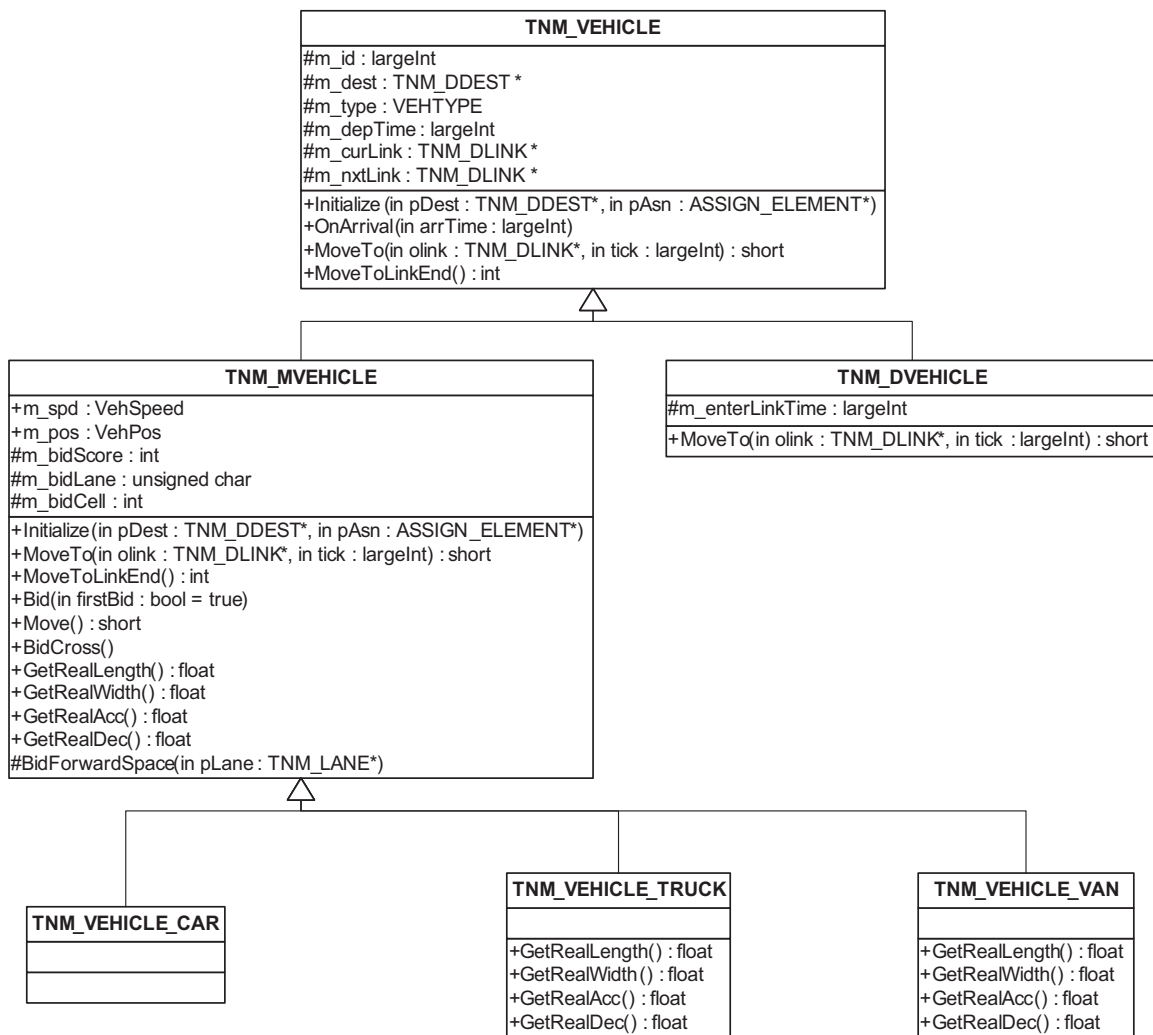 TNM_VEHICLE
#m_id : largeInt
#m_dest : TNM_DDEST *
#m_type : VEHTYPE
#m_depTime : largeInt
#m_curLink : TNM_DLINK *
#m_nxtLink : TNM_DLINK *
+Initialize (in pDest : TNM_DDEST*, in pAsn : ASSIGN_ELEMENT*)
+OnArrival(in arrTime : largeInt)
+MoveTo(in olink : TNM_DLINK*, in tick : largeInt) : short
+MoveToLinkEnd() : int
TNM_MVEHICLE
+m_spd : VehSpeed
+m_pos : VehPos
#m_bidScore : int
#m_bidLane : unsigned char
#m_bidCell : int
+Initialize(in pDest : TNM_DDEST*, in pAsn : ASSIGN_ELEMENT*)
+MoveTo(in olink : TNM_DLINK*, in tick : largeInt) : short
+MoveToLinkEnd() : int
+Bid(in firstBid : bool = true)
+Move() : short
+BidCross()
+GetRealLength() : float
+GetRealWidth() : float
+GetRealAcc() : float
+GetRealDec() : float
#BidForwardSpace(in pLane : TNM_LANE*)
TNM_DVEHICLE
#m_enterLinkTime : largeInt
+MoveTo(in olink : TNM_DLINK*, in tick : largeInt) : short
TNM_VEHICLE_CAR
TNM_VEHICLE_TRUCK
+GetRealLength() : float
+GetRealWidth() : float
+GetRealAcc() : float
+GetRealDec() : float
TNM_VEHICLE_VAN
+GetRealLength() : float
+GetRealWidth() : float
+GetRealAcc() : float
+GetRealDec() : float